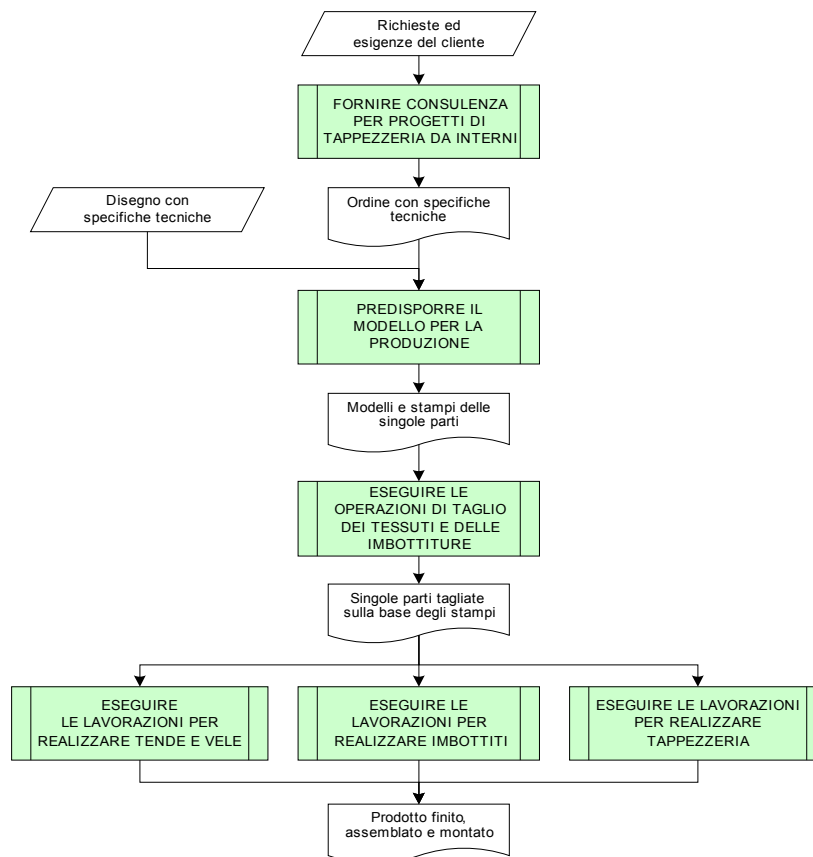 Richieste ed
esigenze del cliente
FORNIRE CONSULENZA
PER PROGETTI DI
TAPPEZZERIA DA INTERNI
Disegno con
specifiche tecniche
Ordine con specifiche
tecniche
PREDISPORRE IL
MODELLO PER LA
PRODUZIONE
Modelli e stampi delle
singole parti
ESEGUIRE LE
OPERAZIONI DI TAGLIO
DEI TESSUTI E DELLE
IMBOTTITURE
Singole parti tagliate
sulla base degli stampi
ESEGUIRE
LE LAVORAZIONI PER
REALIZZARE TENDE E VELE
ESEGUIRE LE
LAVORAZIONI PER
REALIZZARE IMBOTTITI
ESEGUIRE LE LAVORAZIONI
PER REALIZZARE
TAPPEZZERIA
Prodotto finito,
assemblato e montato